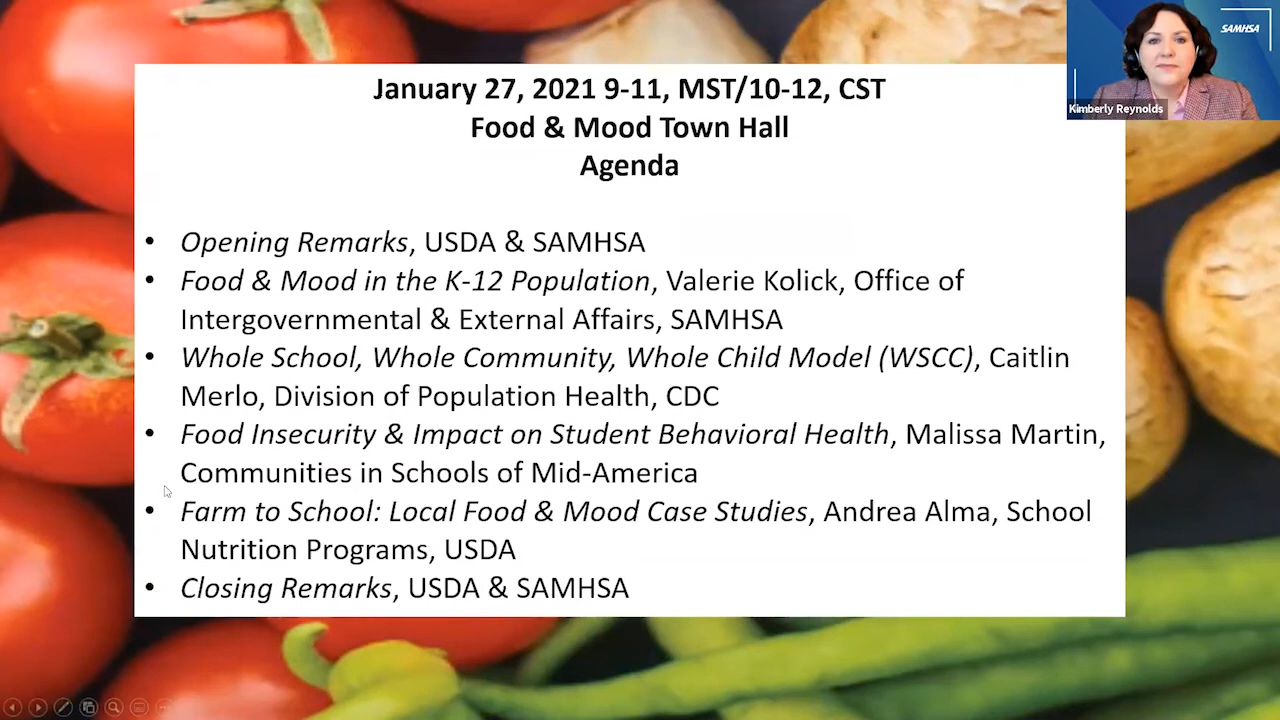 SAMHSA
Kimberly Reynolds
January 27, 2021 9-11, MST/10-12, CST
Food & Mood Town Hall
Agenda
• Opening Remarks, USDA & SAMHSA
• Food & Mood in the K-12 Population, Valerie Kolick, Office of
Intergovernmental & External Affairs, SAMHSA
• Whole School, Whole Community, Whole Child Model (WSCC), Caitlin
Merlo, Division of Population Health, CDC
• Food Insecurity & Impact on Student Behavioral Health, Malissa Martin,
Communities in Schools of Mid-America
• Farm to School: Local Food & Mood Case Studies, Andrea Alma, School
Nutrition Programs, USDA
• Closing Remarks, USDA & SAMHSA